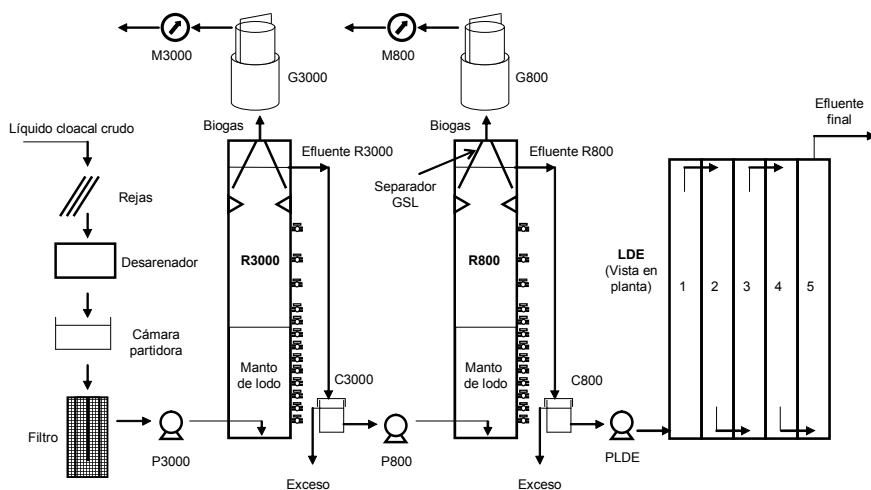 M3000
G3000
M800
G800
Líquido cloacal crudo
Biogas
Efluente R3000
Biogas
Efluente R800
Efluente
final
Rejas
Separador
GSL
Desarenador
R3000
R800
LDE
(Vista en
planta)
1
2
3
4
5
Cámara
partidora
Manto
de lodo
C3000
Manto
de lodo
C800
Filtro
P3000
P800
PLDE
Exceso
Exceso